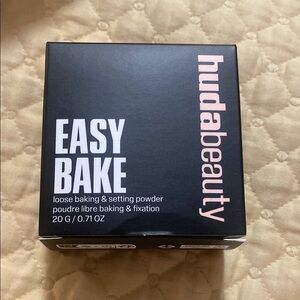 EASY
BAKE
loose baking & setting powder
poudre libre baking & fixation
20 G / 0.71 OZ
hudabeauty